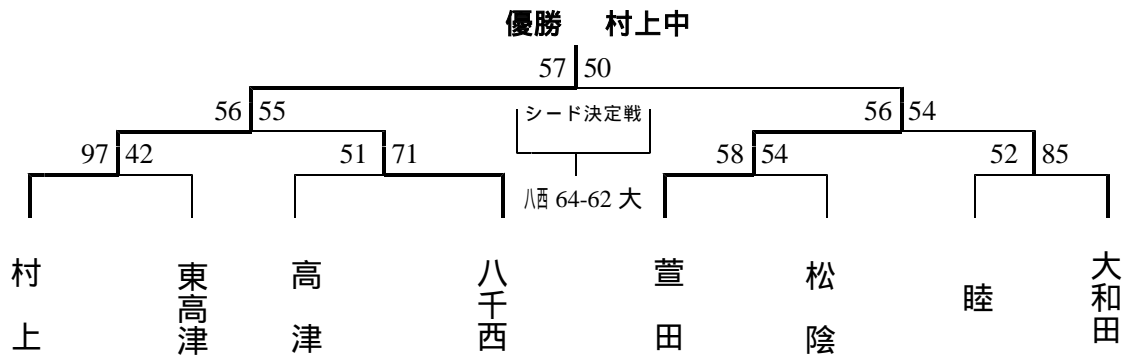 優勝 村上中
57 50
56 55 シード決定戦 56 54
97 42 51 71 58 54 52 85
八西 64-62 大
村上 東高津 高津 八千西 萱田 松陰 睦 大和田